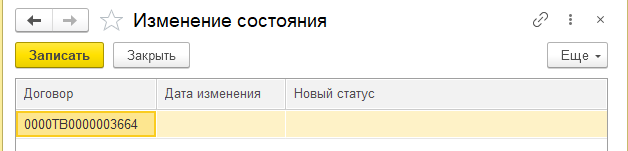 Изменение состояния
Записать
Закрыть
Еще
Договор
Дата изменения
Новый статус
0000ТВ0000003664